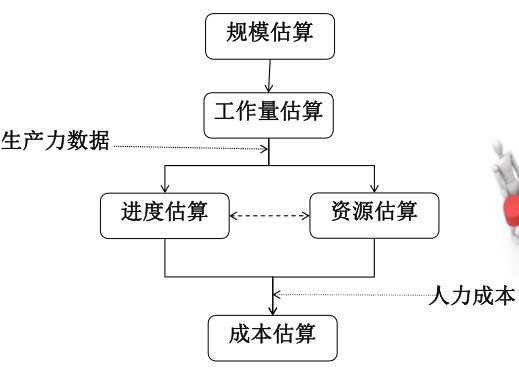 规模估算
工作量估算
生产力数据
进度估算
资源估算
人力成本
成本估算